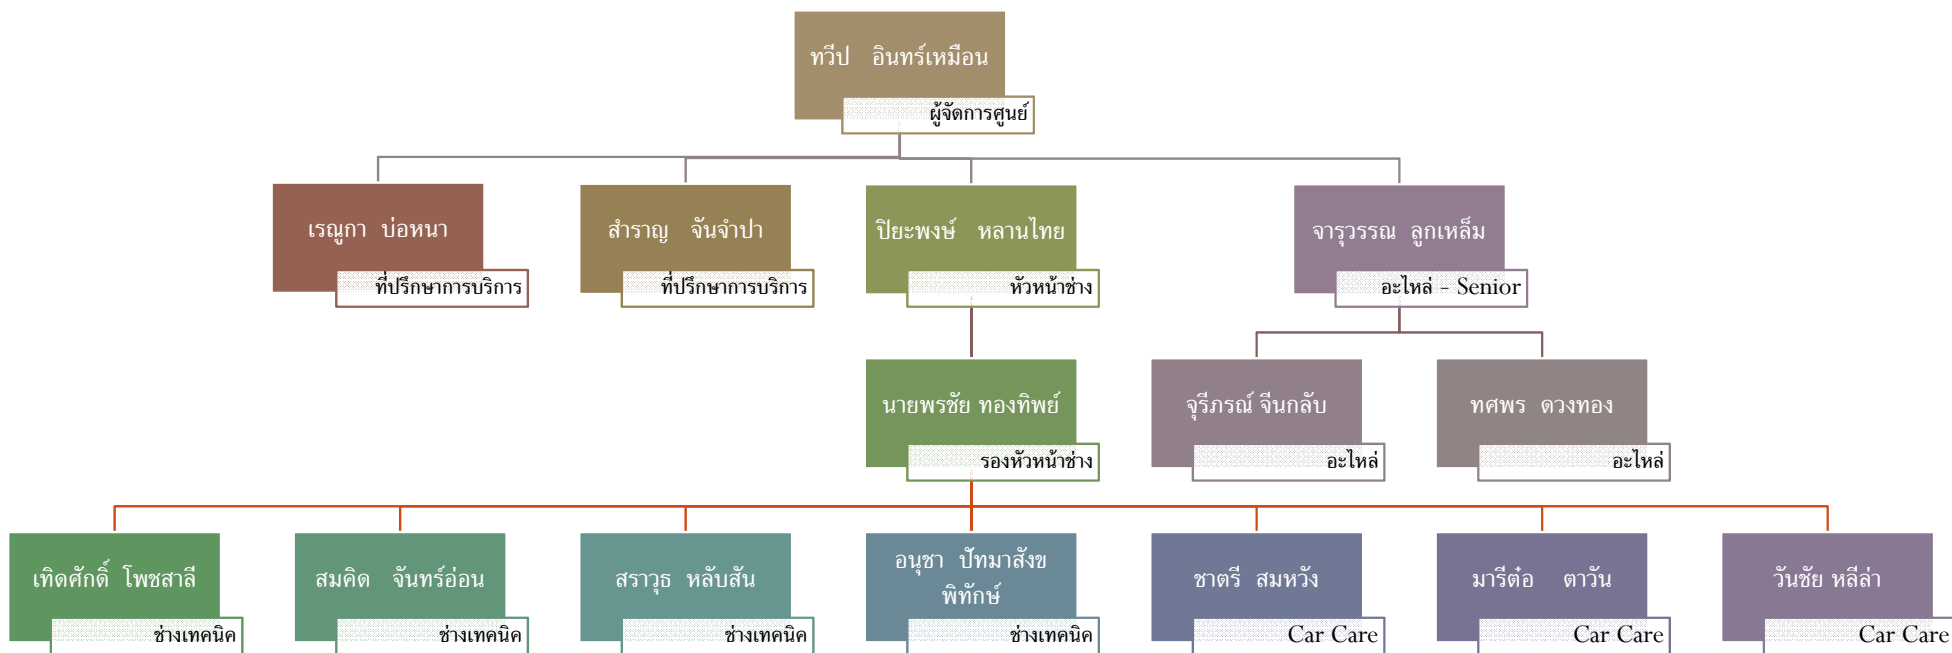 ทวีป อินทร์เหมือน
ผู้จัดการศูนย์
เรณูกา บ่อหนา
ที่ปรึกษาการบริการ
สำราญ จันจำปา
ที่ปรึกษาการบริการ
ปิยะพงษ์ หลานไทย
หัวหน้าช่าง
จารุวรรณ ลูกเหล็ม
อะไหล่ - Senior
นายพรชัย ทองทิพย์
รองหัวหน้าช่าง
จุรีภรณ์ จีนกลับ
อะไหล่
ทศพร ดวงทอง
อะไหล่
เทิดศักดิ์ โพชสาลี
ช่างเทคนิค
สมคิด จันทร์อ่อน
ช่างเทคนิค
สราวุธ หลับสัน
ช่างเทคนิค
อนุชา ปัทมาสังข
พิทักษ์
ช่างเทคนิค
ชาตรี สมหวัง
Car Care
มารีต๋อ ตาวัน
Car Care
วันชัย หลีล่า
Car Care